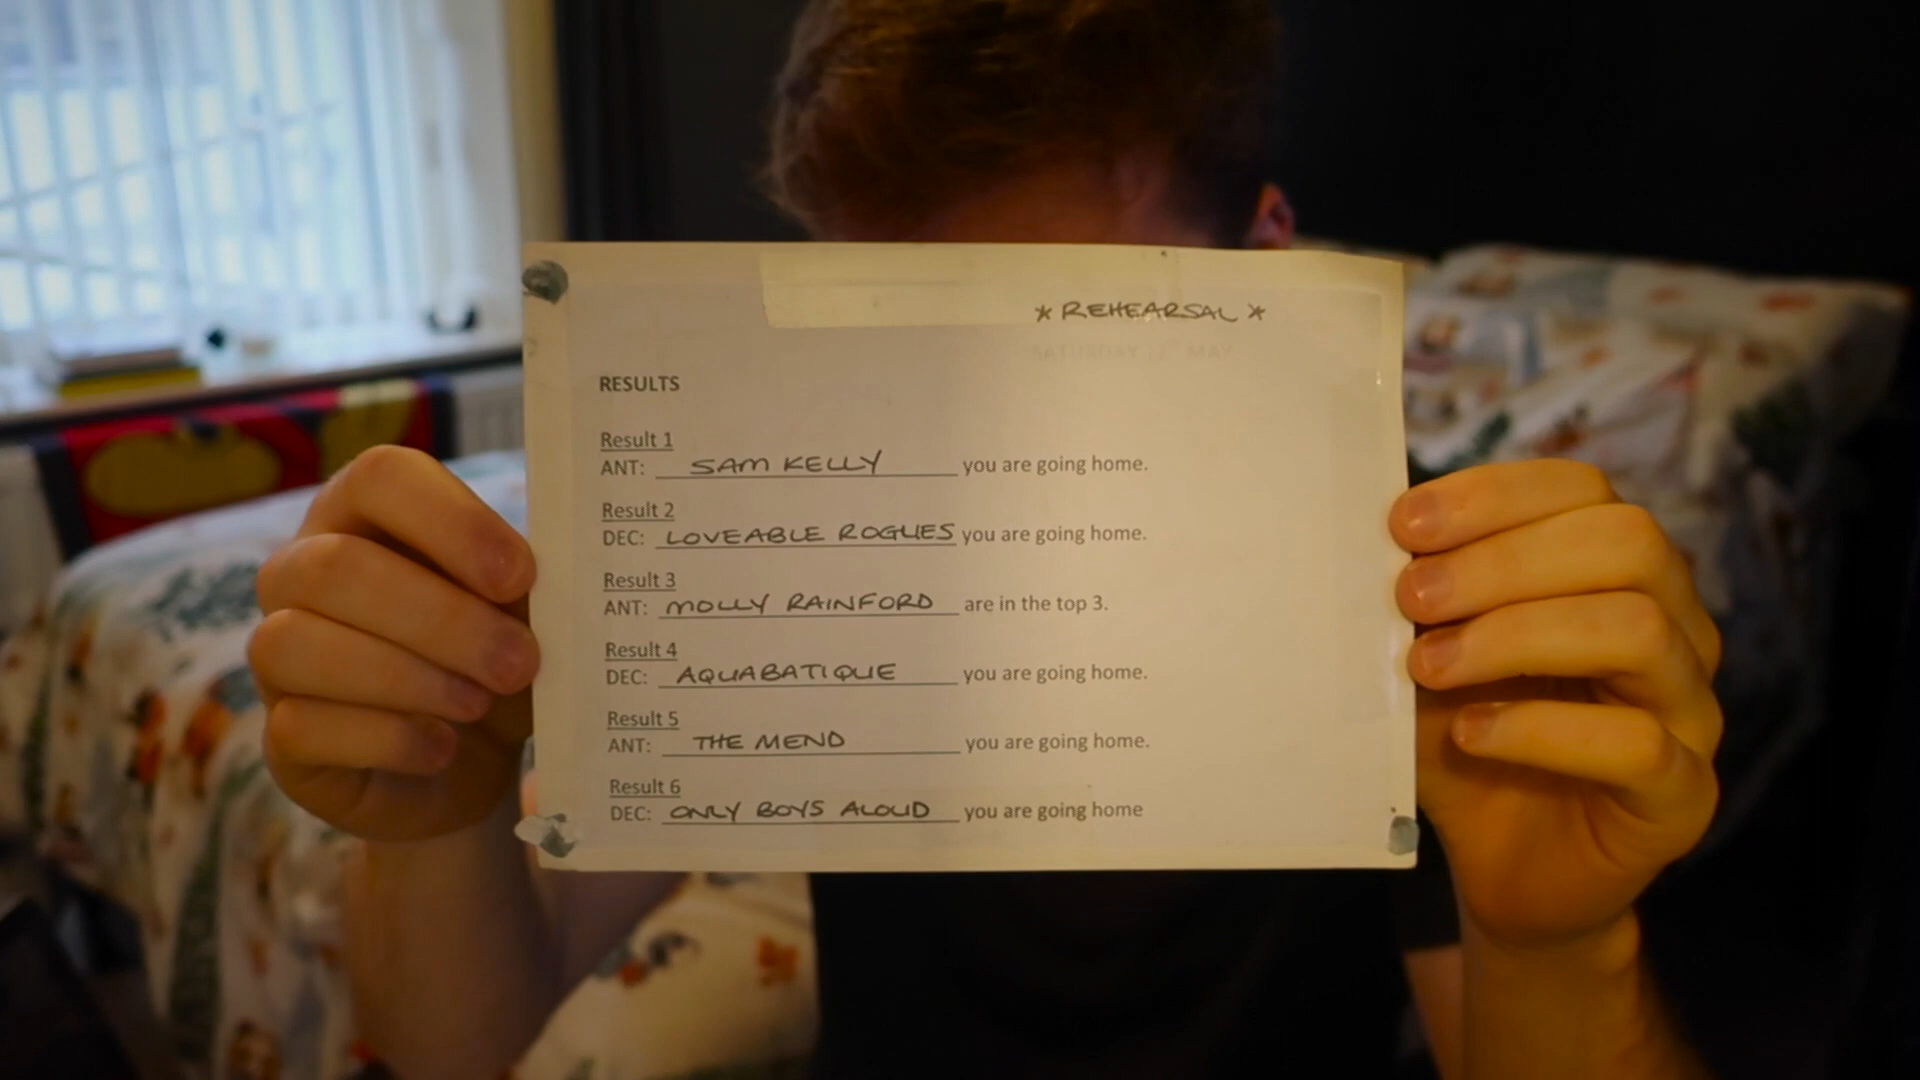 * REHEARSAL *
SATURDAY 12TH MAY
RESULTS
Result 1
ANT: SAM KELLY you are going home.
Result 2
DEC: LOVEABLE ROGUES you are going home.
Result 3
ANT: MOLLY RAINFORD are in the top 3.
Result 4
DEC: AQUABATIQUE you are going home.
Result 5
ANT: THE MEND you are going home.
Result 6
DEC: ONLY BOYS ALOUD you are going home